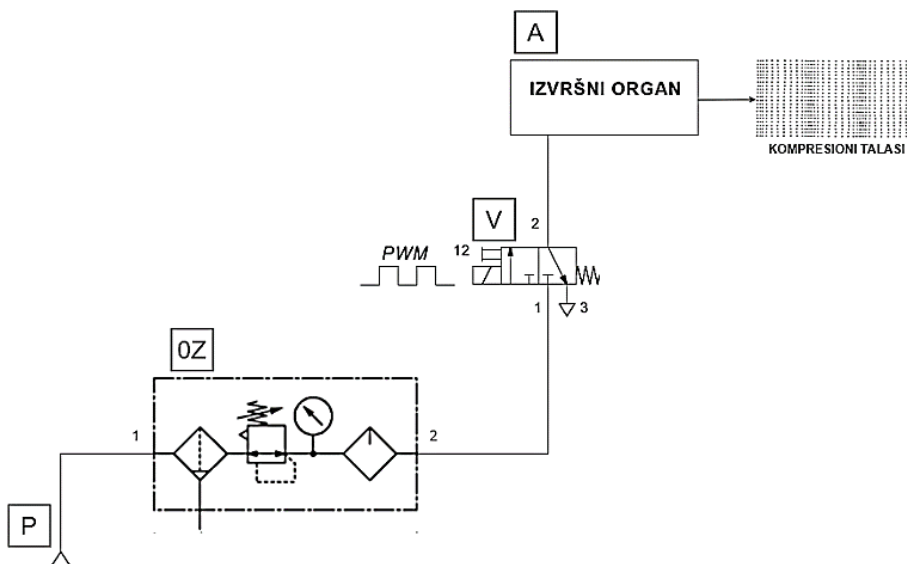 A
IZVRŠNI ORGAN
KOMPRESIONI TALASI
V
2
PWM
12
1
3
0Z
1
2
P